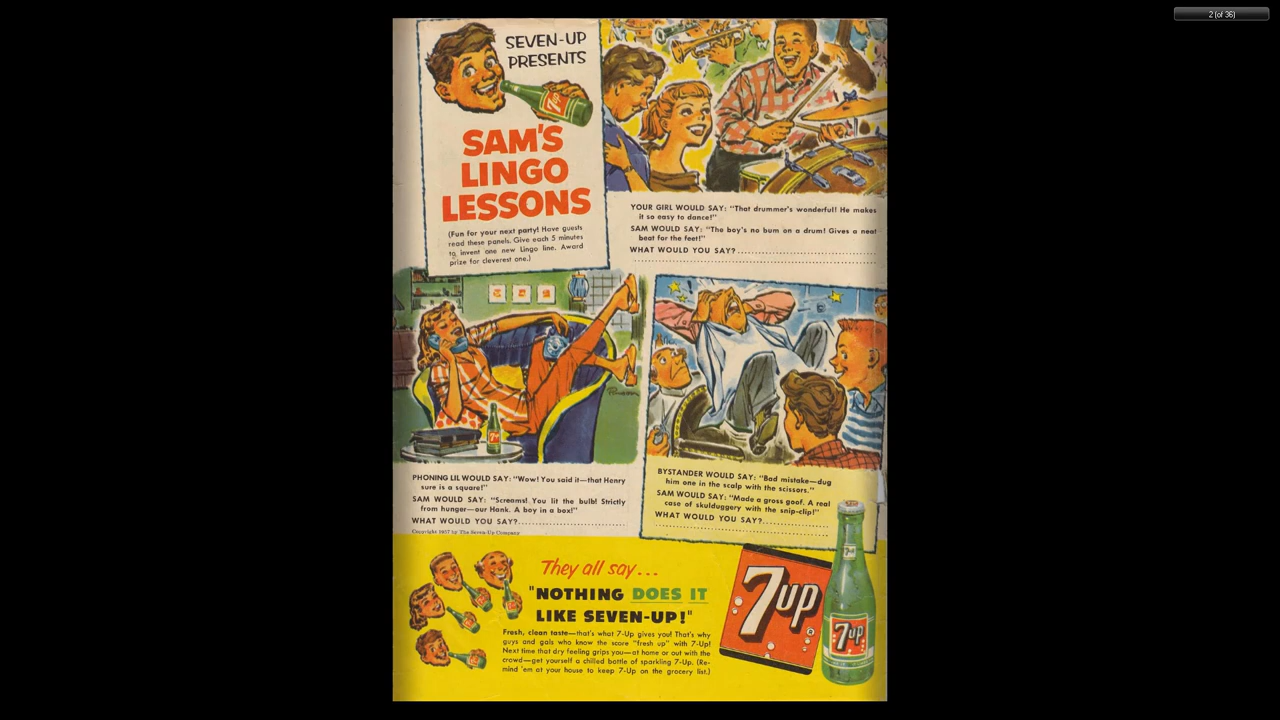 2 (of 36)
SEVEN-UP
PRESENTS
7up
SAM'S
LINGO
LESSONS
(Fun for your next party! Have guests
read these panels. Give each 5 minutes
to invent one new Lingo line. Award
prize for cleverest one.)
YOUR GIRL WOULD SAY: "That drummer's wonderful! He makes
it so easy to dance!"
SAM WOULD SAY: "The boy's no bum on a drum! Gives a neat
beat for the feet!"
WHAT WOULD YOU SAY?
PHONING LIL WOULD SAY: "Wow! You said it—that Henry
sure is a square!"
SAM WOULD SAY: "Screams! You lit the bulb! Strictly
from hunger—our Hank. A boy in a box!"
WHAT WOULD YOU SAY?
Copyright 1957 by The Seven-Up Company
BYSTANDER WOULD SAY: "Bad mistake—dug
him one in the scalp with the scissors."
SAM WOULD SAY: "Made a gross goof. A real
case of skulduggery with the snip-clip!"
WHAT WOULD YOU SAY?
They all say...
"NOTHING DOES IT
LIKE SEVEN-UP!"
Fresh, clean taste—that's what 7-Up gives you! That's why
guys and gals who know the score "fresh up" with 7-Up!
Next time that dry feeling grips you—at home or out with the
crowd—get yourself a chilled bottle of sparkling 7-Up. (Re-
mind 'em at your house to keep 7-Up on the grocery list.)
7up
7up